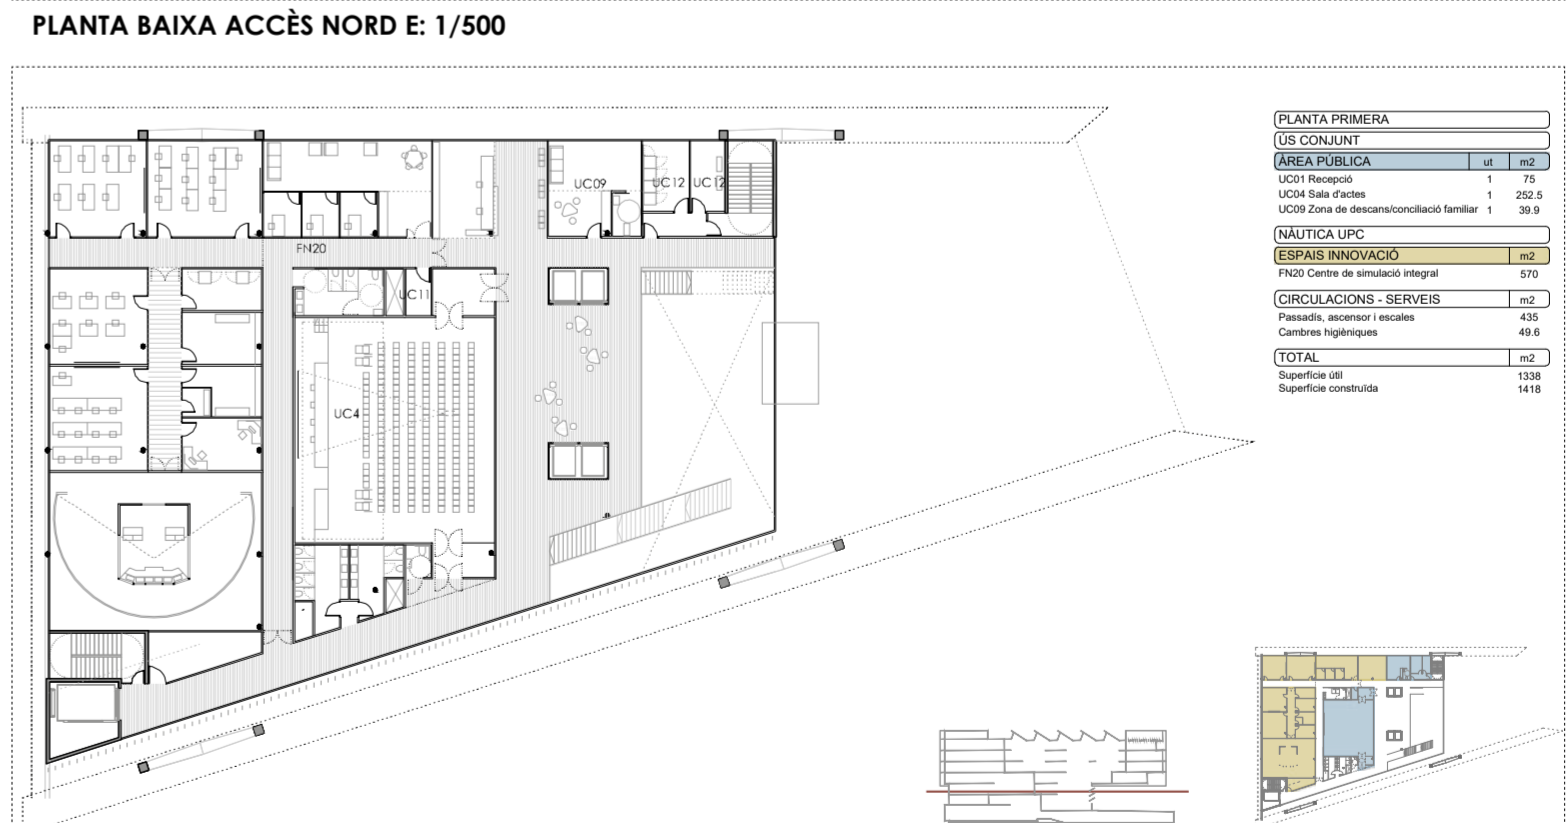 PLANTA BAIXA ACCÈS NORD E: 1/500
PLANTA PRIMERA
ÚS CONJUNT
ÀREA PÚBLICA ut m2
UC01 Recepció 1 75
UC04 Sala d'actes 1 252.5
UC09 Zona de descans/conciliació familiar 1 39.9
NÀUTICA UPC
ESPAIS INNOVACIÓ m2
FN20 Centre de simulació integral 570
CIRCULACIONS - SERVEIS m2
Passadís, ascensor i escales 435
Cambres higièniques 49.6
TOTAL m2
Superfície útil 1338
Superfície construïda 1418
UC09
UC12
UC12
FN20
UC11
UC4